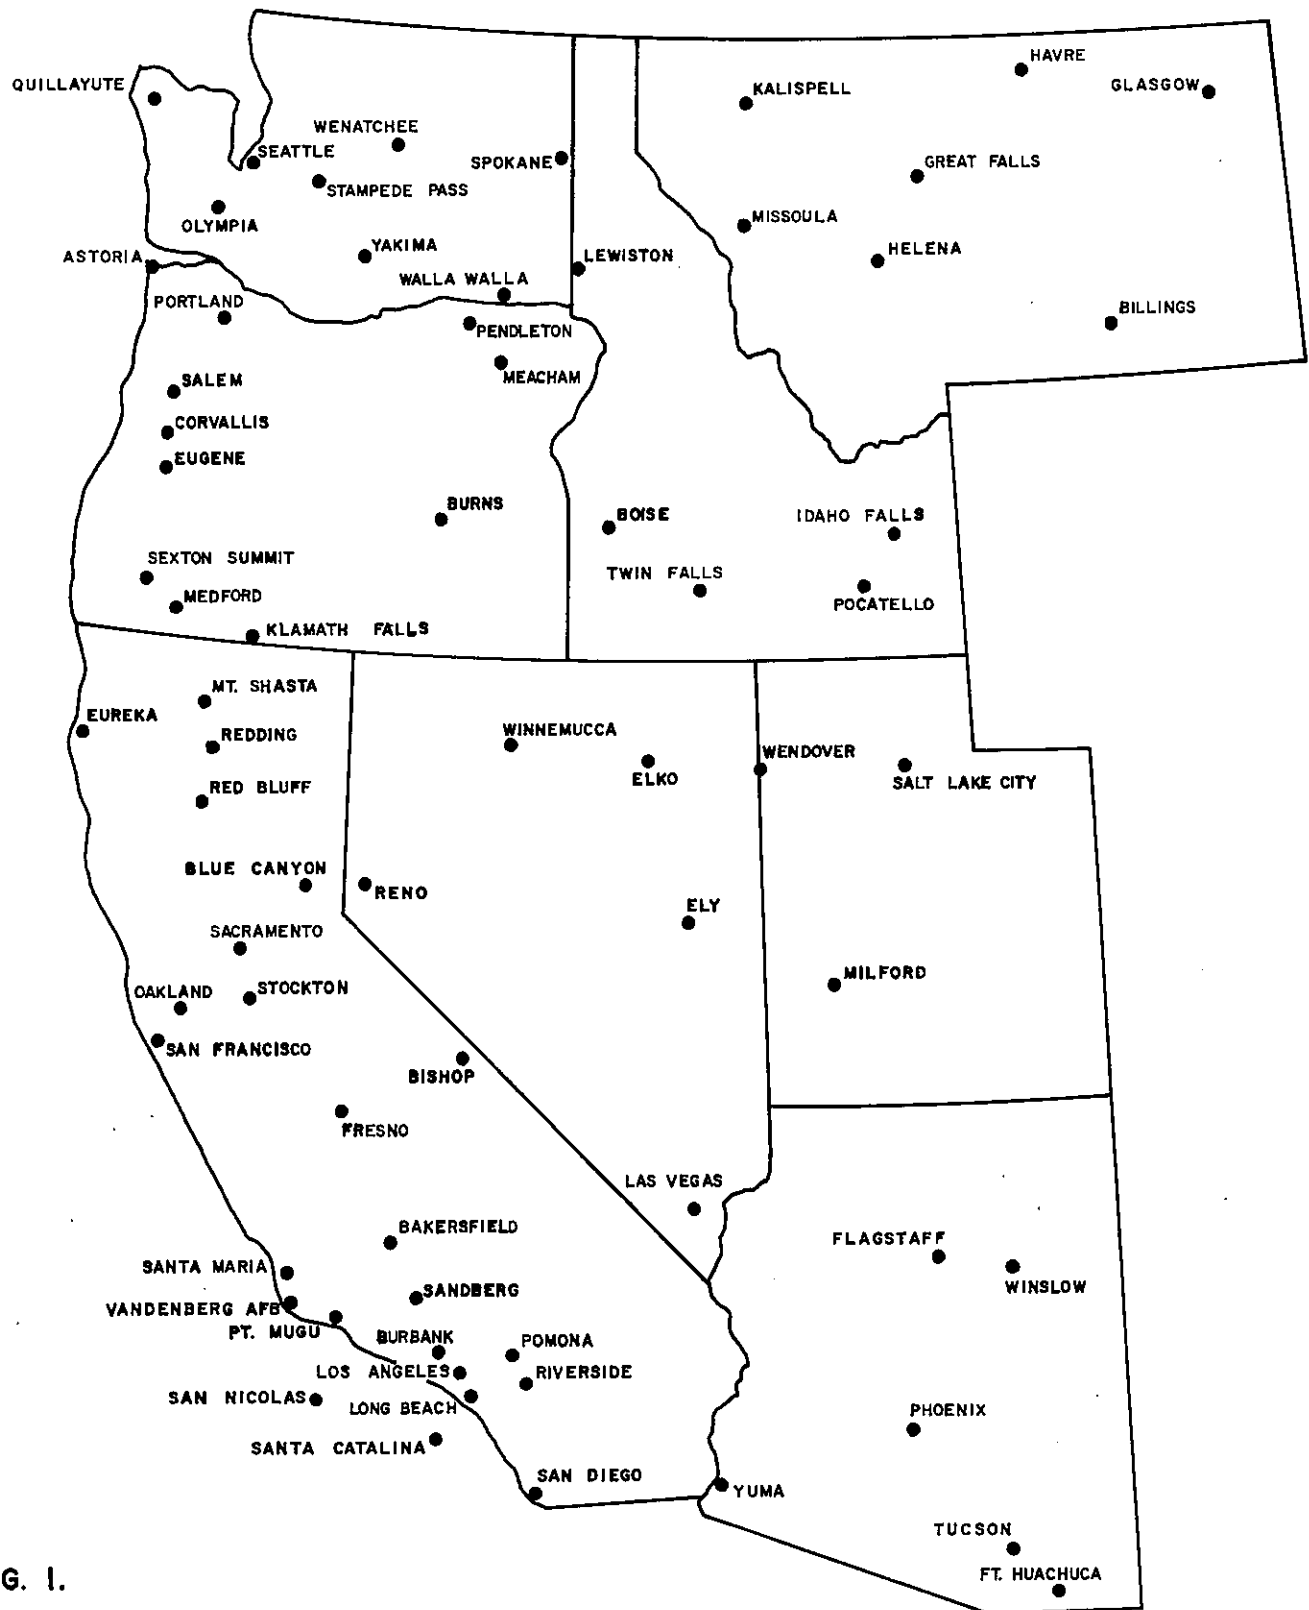 HAVRE
QUILLAYUTE
KALISPELL
GLASGOW
WENATCHEE
SEATTLE
SPOKANE
STAMPEDE PASS
GREAT FALLS
OLYMPIA
MISSOULA
ASTORIA
YAKIMA
LEWISTON
HELENA
WALLA WALLA
PORTLAND
PENDLETON
BILLINGS
MEACHAM
SALEM
CORVALLIS
EUGENE
BURNS
BOISE
IDAHO FALLS
SEXTON SUMMIT
TWIN FALLS
MEDFORD
POCATELLO
KLAMATH FALLS
MT. SHASTA
EUREKA
REDDING
WINNEMUCCA
WENDOVER
ELKO
SALT LAKE CITY
RED BLUFF
BLUE CANYON
RENO
ELY
SACRAMENTO
MILFORD
OAKLAND
STOCKTON
SAN FRANCISCO
BISHOP
FRESNO
LAS VEGAS
BAKERSFIELD
FLAGSTAFF
SANTA MARIA
WINSLOW
SANDBERG
VANDENBERG AFB
PT. MUGU
BURBANK
POMONA
LOS ANGELES
RIVERSIDE
SAN NICOLAS
LONG BEACH
PHOENIX
SANTA CATALINA
SAN DIEGO
YUMA
TUCSON
FT. HUACHUCA
G. 1.